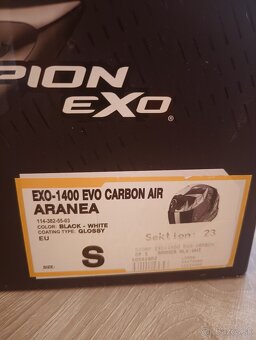 PION
EXO
®
EXO-1400 EVO CARBON AIR
ARANEA
114-382-55-03
COLOR: BLACK - WHITE
COATING TYPE: GLOSSY
EU
SIZE:
S
Sektion: 23